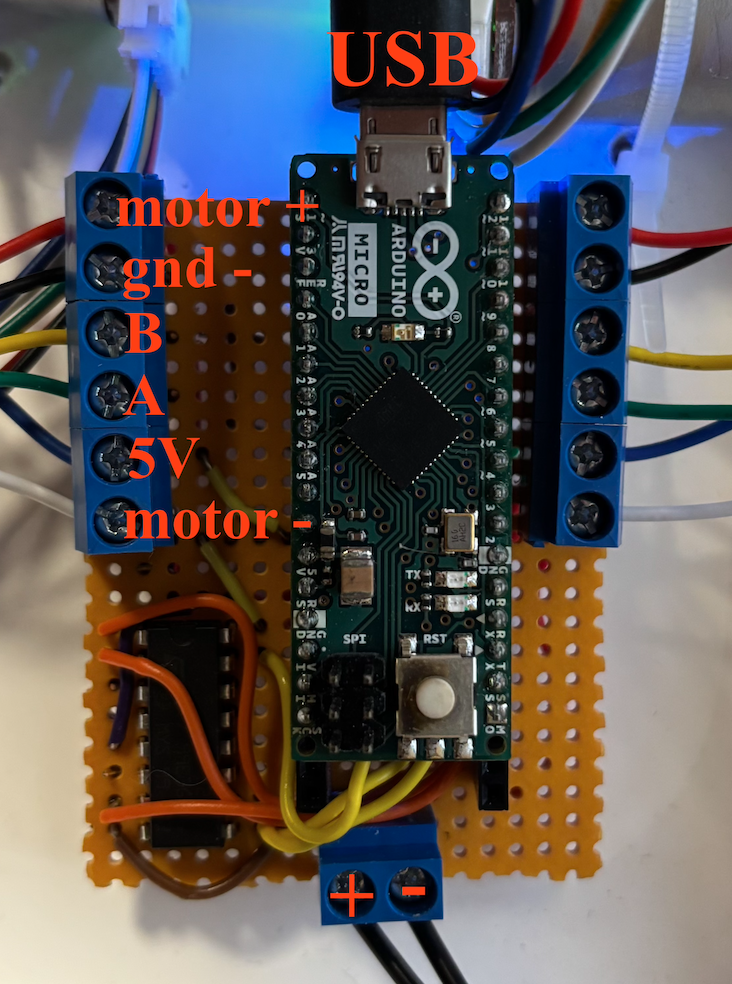 USB
motor +
gnd -
B
A
5V
motor -
ARDUINO
MICRO
TX
RX
SPI
RST
+ -